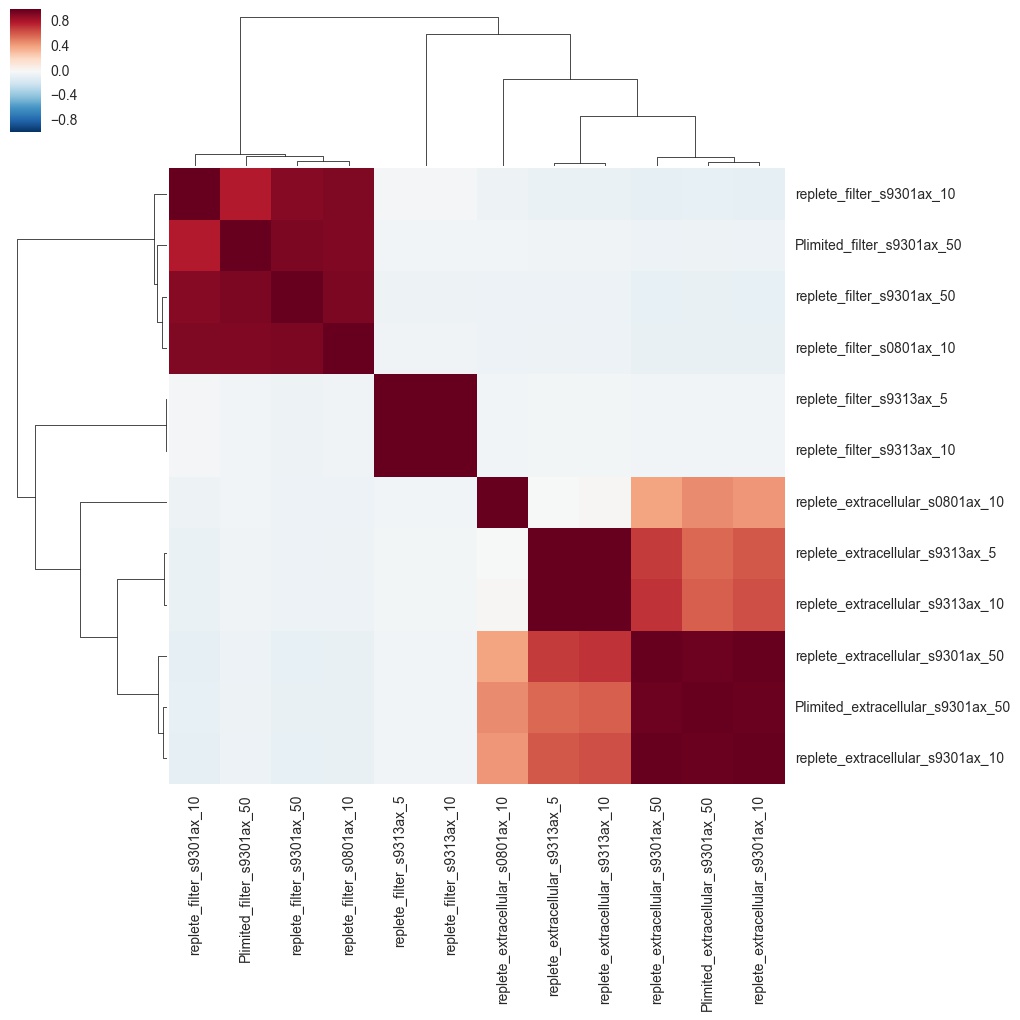 0.8
0.4
0.0
−0.4
−0.8
replete_filter_s9301ax_10
Plimited_filter_s9301ax_50
replete_filter_s9301ax_50
replete_filter_s0801ax_10
replete_filter_s9313ax_5
replete_filter_s9313ax_10
replete_extracellular_s0801ax_10
replete_extracellular_s9313ax_5
replete_extracellular_s9313ax_10
replete_extracellular_s9301ax_50
Plimited_extracellular_s9301ax_50
replete_extracellular_s9301ax_10
replete_filter_s9301ax_10
Plimited_filter_s9301ax_50
replete_filter_s9301ax_50
replete_filter_s0801ax_10
replete_filter_s9313ax_5
replete_filter_s9313ax_10
replete_extracellular_s0801ax_10
replete_extracellular_s9313ax_5
replete_extracellular_s9313ax_10
replete_extracellular_s9301ax_50
Plimited_extracellular_s9301ax_50
replete_extracellular_s9301ax_10